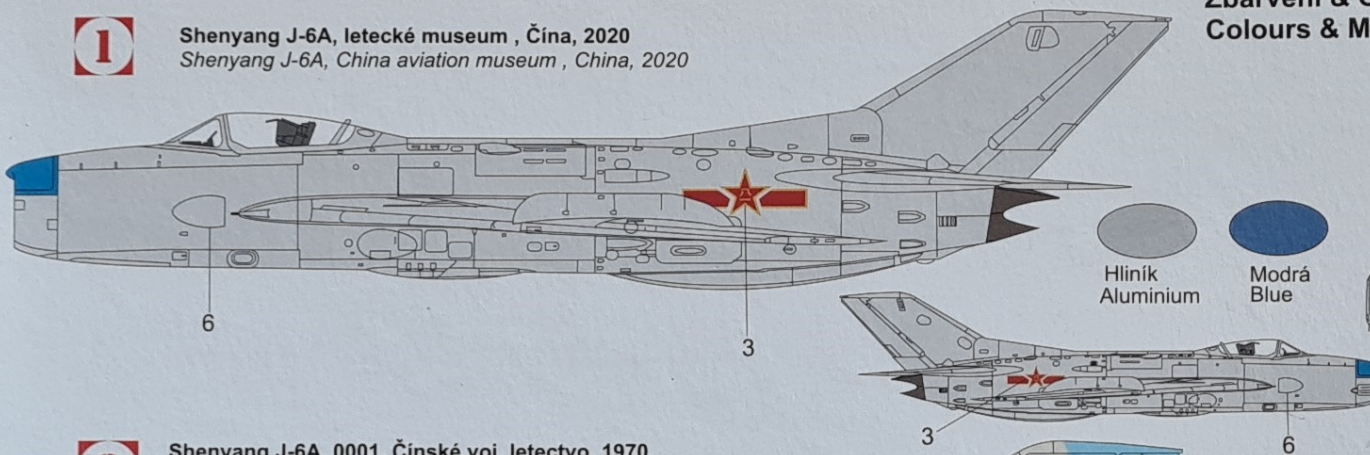 1
Shenyang J-6A, letecké museum , Čína, 2020
Shenyang J-6A, China aviation museum , China, 2020
Colours &
Hliník
Aluminium
Modrá
Blue
6
3
3
6
Shenyang J-6A, 0001, Čínské voj. letectvo, 1970